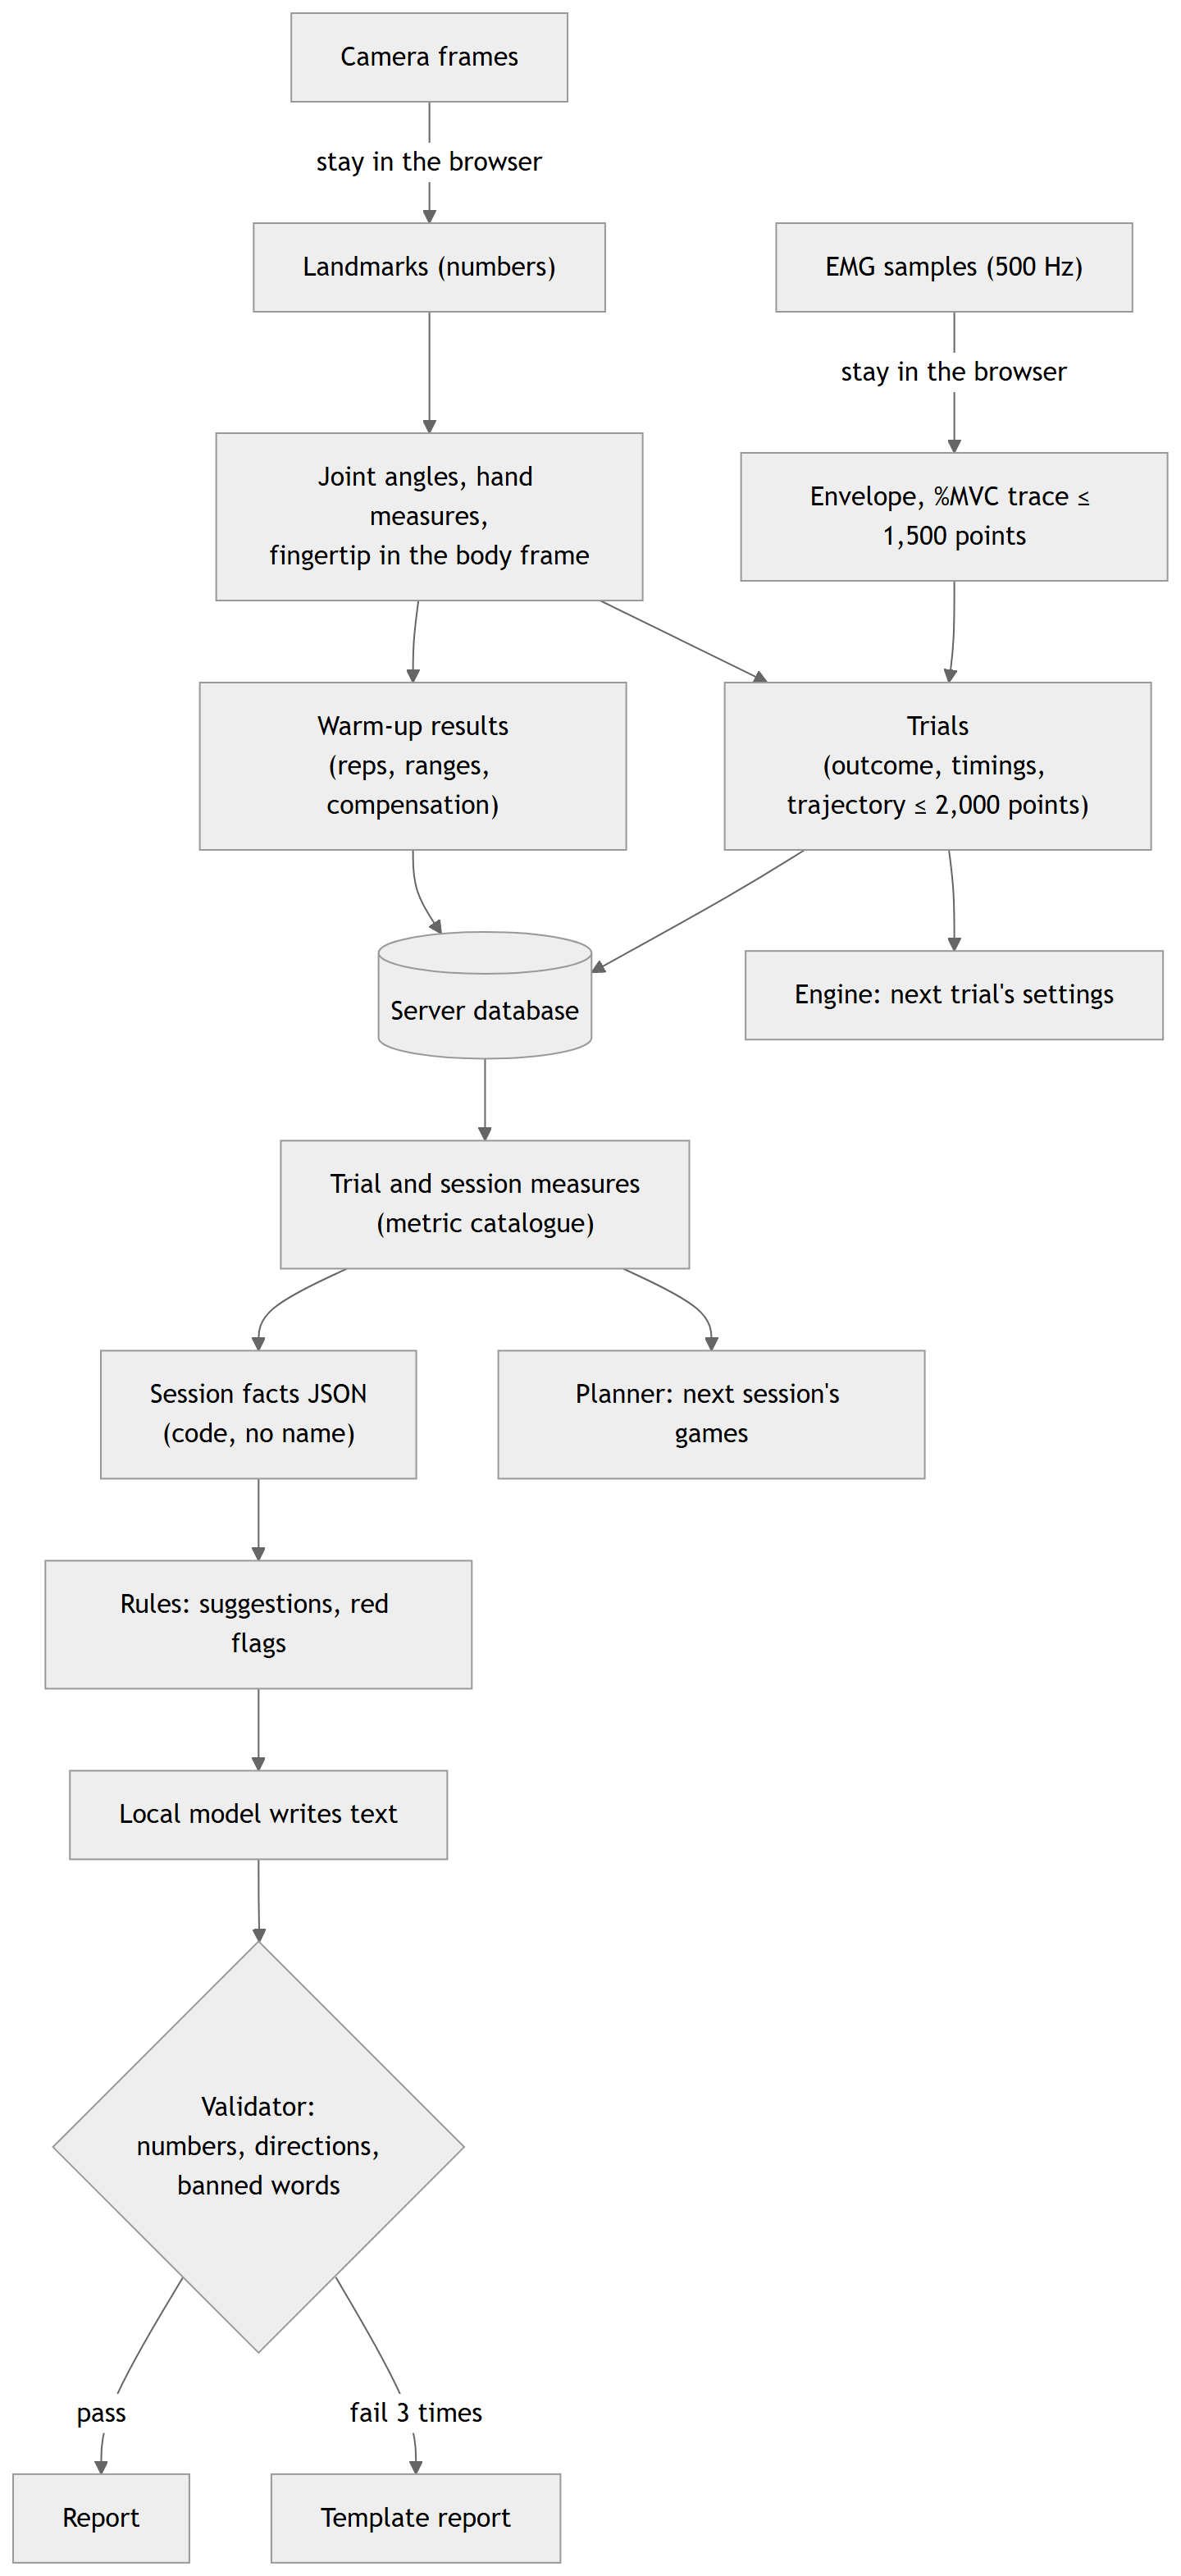 Camera frames
stay in the browser
Landmarks (numbers)
EMG samples (500 Hz)
stay in the browser
Joint angles, hand
measures,
fingertip in the body frame
Envelope, %MVC trace ≤
1,500 points
Warm-up results
(reps, ranges,
compensation)
Trials
(outcome, timings,
trajectory ≤ 2,000 points)
Server database
Engine: next trial's settings
Trial and session measures
(metric catalogue)
Session facts JSON
(code, no name)
Planner: next session's
games
Rules: suggestions, red
flags
Local model writes text
Validator:
numbers, directions,
banned words
pass
fail 3 times
Report
Template report